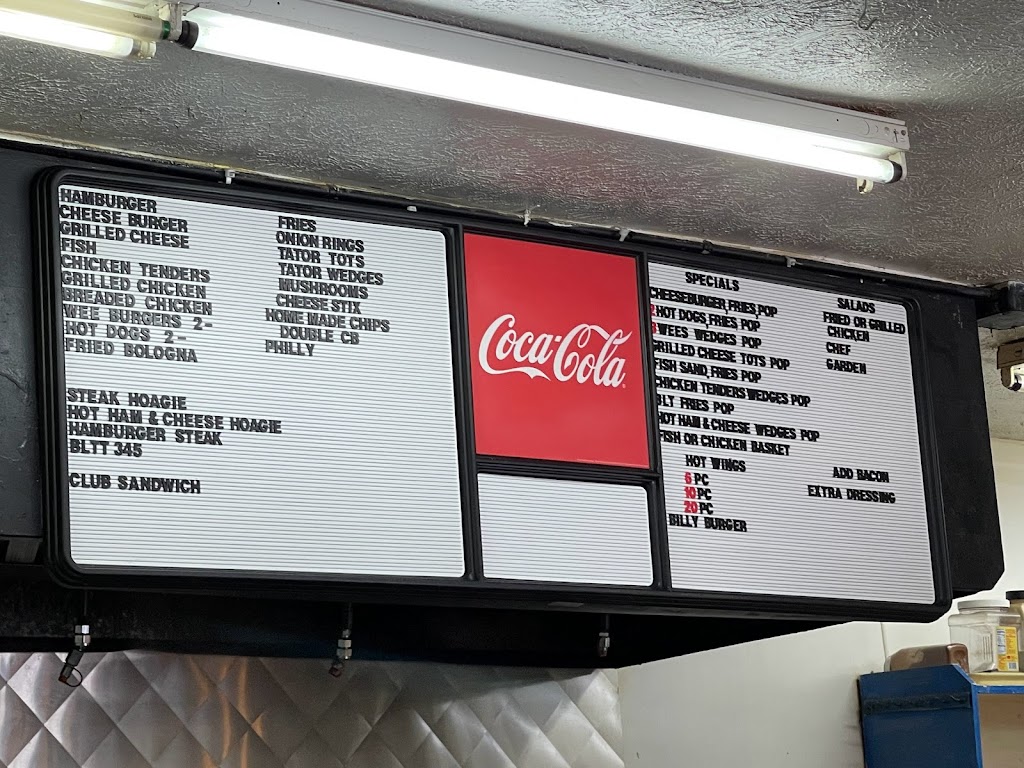 HAMBURGER
CHEESE BURGER
GRILLED CHEESE
FISH
CHICKEN TENDERS
GRILLED CHICKEN
BREADED CHICKEN
WEE BURGERS 2-
HOT DOGS 2-
FRIED BOLOGNA
STEAK HOAGIE
HOT HAM & CHEESE HOAGIE
HAMBURGER STEAK
BLTT 345
CLUB SANDWICH
FRIES
ONION RINGS
TATOR TOTS
TATOR WEDGES
MUSHROOMS
CHEESE STIX
HOME MADE CHIPS
DOUBLE CB
PHILLY
Coca-Cola
SPECIALS
CHEESEBURGER, FRIES, POP
2 HOT DOGS, FRIES POP
3 WEES WEDGES POP
GRILLED CHEESE TOTS POP
FISH SAND, FRIES POP
CHICKEN TENDERS WEDGES POP
BLT FRIES POP
HOT HAM & CHEESE WEDGES POP
FISH OR CHICKEN BASKET
HOT WINGS
6 PC
10 PC
20 PC
BILLY BURGER
SALADS
FRIED OR GRILLED
CHICKEN
CHEF
GARDEN
ADD BACON
EXTRA DRESSING